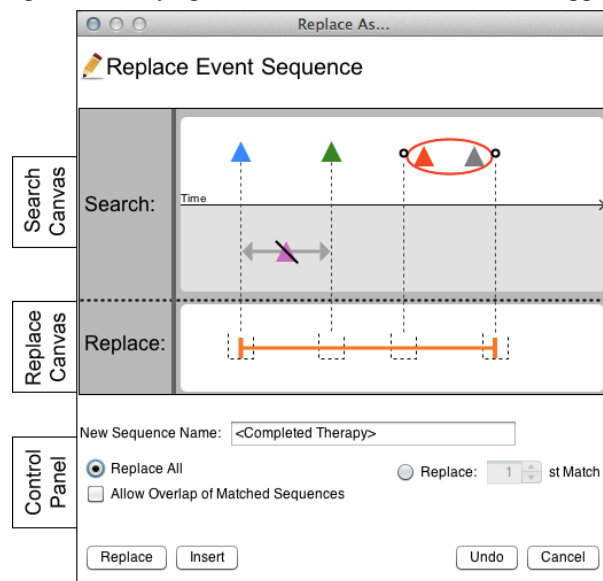 Replace As...
Replace Event Sequence
Search Canvas
Search:
Time
Replace Canvas
Replace:
Control Panel
New Sequence Name: <Completed Therapy>
Replace All
Replace: 1 st Match
Allow Overlap of Matched Sequences
Replace Insert Undo Cancel